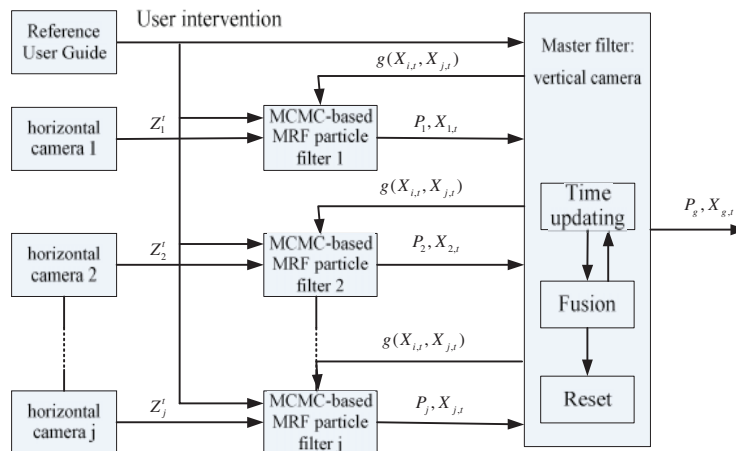 User intervention
Reference
User Guide
Master filter:
vertical camera
g(X_{i,t}, X_{j,t})
horizontal
camera 1
Z_1^t
MCMC-based
MRF particle
filter 1
P_1, X_{1,t}
g(X_{i,t}, X_{j,t})
Time
updating
P_g, X_{g,t}
horizontal
camera 2
Z_2^t
MCMC-based
MRF particle
filter 2
P_2, X_{2,t}
Fusion
g(X_{i,t}, X_{j,t})
horizontal
camera j
Z_j^t
MCMC-based
MRF particle
filter j
P_j, X_{j,t}
Reset